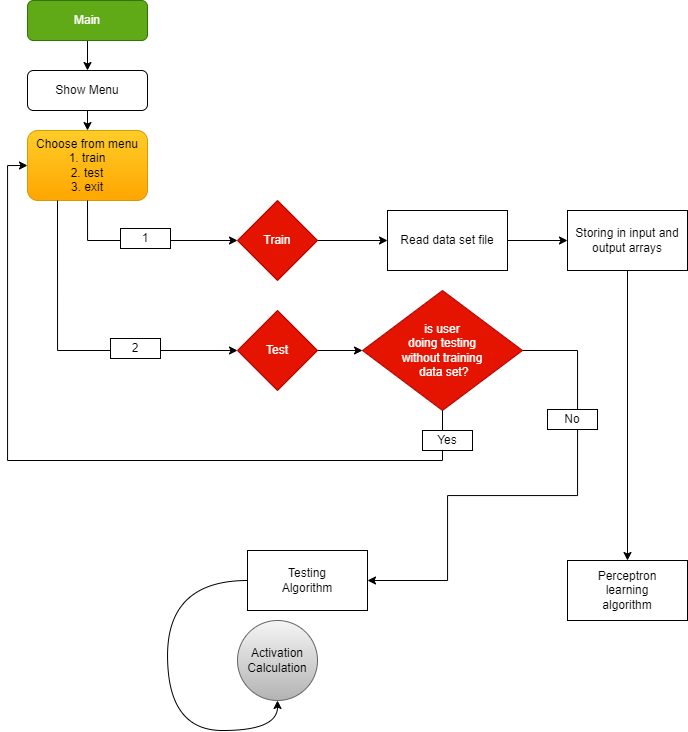 Main
Show Menu
Choose from menu
1. train
2. test
3. exit
1
Train
Read data set file
Storing in input and
output arrays
2
Test
is user
doing testing
without training
data set?
No
Yes
Testing
Algorithm
Perceptron
learning
algorithm
Activation
Calculation